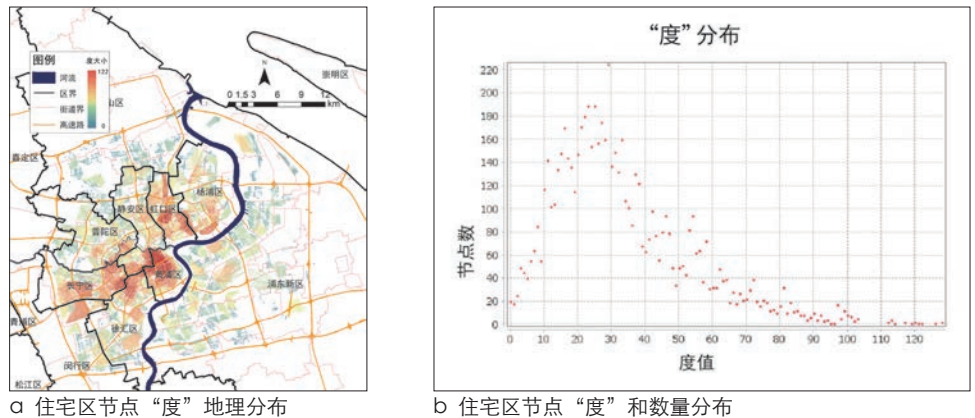 图例
度大小
122
0
河流
区界
街道界
高速路
N
0 1.5 3 6 9 12
km
崇明区
山区
嘉定区
杨浦区
静安区
虹口区
普陀区
黄浦区
长宁区
浦东新区
青浦区
徐汇区
闵行区
松江区
a 住宅区节点“度”地理分布
“度”分布
节点数
220
200
180
160
140
120
100
80
60
40
20
0
0 10 20 30 40 50 60 70 80 90 100 110 120
度值
b 住宅区节点“度”和数量分布